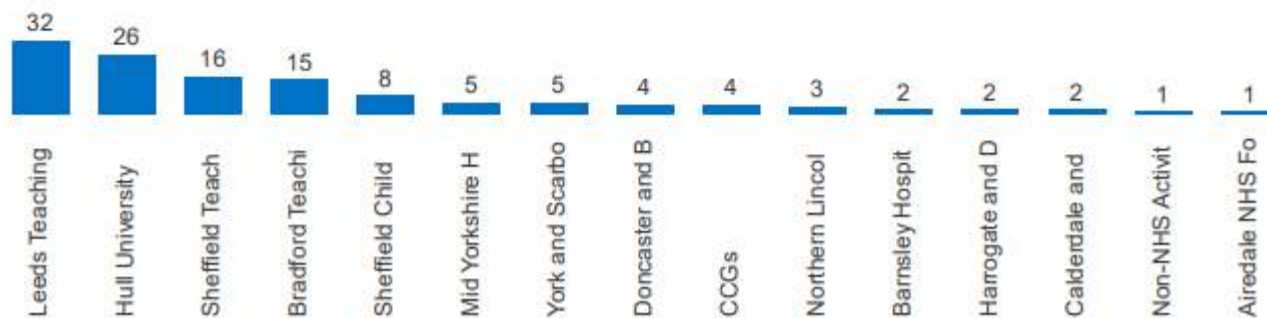 32
26
16
15
8
5
5
4
4
3
2
2
2
1
1
Leeds Teaching
Hull University
Sheffield Teach
Bradford Teachi
Sheffield Child
Mid Yorkshire H
York and Scarbo
Doncaster and B
CCGs
Northern Lincol
Barnsley Hospit
Harrogate and D
Calderdale and
Non-NHS Activit
Airedale NHS Fo